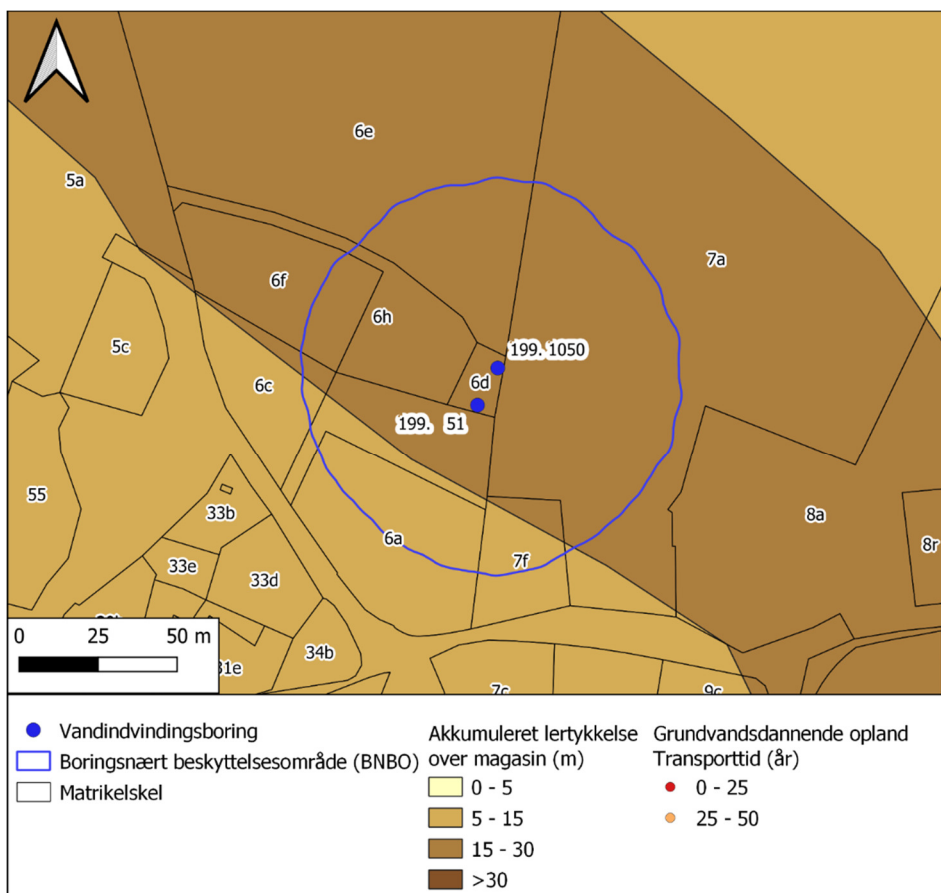 6e
5a
7a
6f
6h
199. 1050
5c
6c
6d
199. 51
55
33b
8a
6a
8r
33e
7f
33d
0 25 50 m
34b
31e
7c
9c
Vandindvindingsboring
Boringsnært beskyttelsesområde (BNBO)
Matrikelskel
Akkumuleret lertykkelse
over magasin (m)
0 - 5
5 - 15
15 - 30
>30
Grundvandsdannende opland
Transporttid (år)
0 - 25
25 - 50